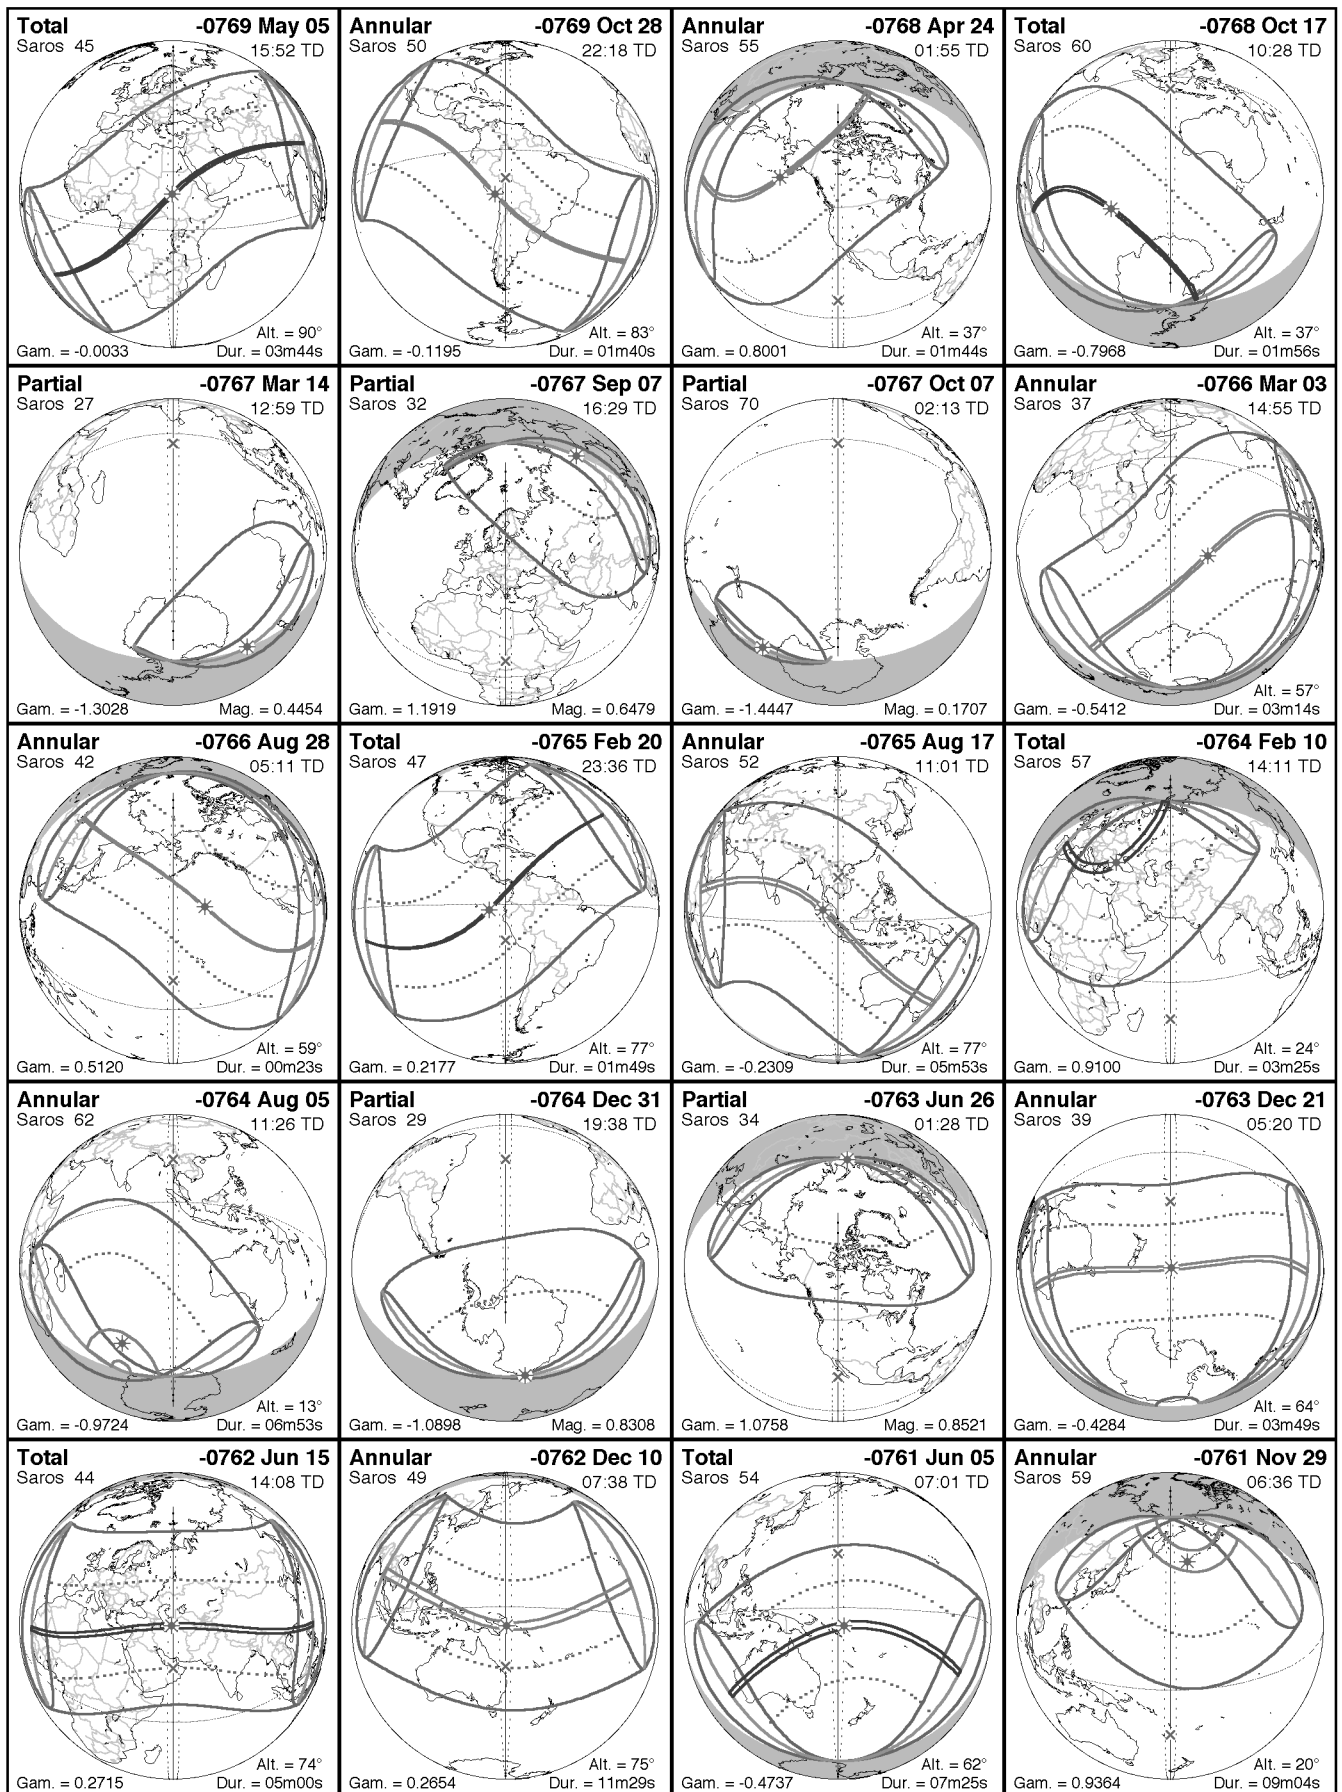 Total -0769 May 05
Saros 45 15:52 TD
Alt. = 90°
Gam. = -0.0033 Dur. = 03m44s
Annular -0769 Oct 28
Saros 50 22:18 TD
Alt. = 83°
Gam. = -0.1195 Dur. = 01m40s
Annular -0768 Apr 24
Saros 55 01:55 TD
Alt. = 37°
Gam. = 0.8001 Dur. = 01m44s
Total -0768 Oct 17
Saros 60 10:28 TD
Alt. = 37°
Gam. = -0.7968 Dur. = 01m56s
Partial -0767 Mar 14
Saros 27 12:59 TD
Gam. = -1.3028 Mag. = 0.4454
Partial -0767 Sep 07
Saros 32 16:29 TD
Gam. = 1.1919 Mag. = 0.6479
Partial -0767 Oct 07
Saros 70 02:13 TD
Gam. = -1.4447 Mag. = 0.1707
Annular -0766 Mar 03
Saros 37 14:55 TD
Alt. = 57°
Gam. = -0.5412 Dur. = 03m14s
Annular -0766 Aug 28
Saros 42 05:11 TD
Alt. = 59°
Gam. = 0.5120 Dur. = 00m23s
Total -0765 Feb 20
Saros 47 23:36 TD
Alt. = 77°
Gam. = 0.2177 Dur. = 01m49s
Annular -0765 Aug 17
Saros 52 11:01 TD
Alt. = 77°
Gam. = -0.2309 Dur. = 05m53s
Total -0764 Feb 10
Saros 57 14:11 TD
Alt. = 24°
Gam. = 0.9100 Dur. = 03m25s
Annular -0764 Aug 05
Saros 62 11:26 TD
Alt. = 13°
Gam. = -0.9724 Dur. = 06m53s
Partial -0764 Dec 31
Saros 29 19:38 TD
Gam. = -1.0898 Mag. = 0.8308
Partial -0763 Jun 26
Saros 34 01:28 TD
Gam. = 1.0758 Mag. = 0.8521
Annular -0763 Dec 21
Saros 39 05:20 TD
Alt. = 64°
Gam. = -0.4284 Dur. = 03m49s
Total -0762 Jun 15
Saros 44 14:08 TD
Alt. = 74°
Gam. = 0.2715 Dur. = 05m00s
Annular -0762 Dec 10
Saros 49 07:38 TD
Alt. = 75°
Gam. = 0.2654 Dur. = 11m29s
Total -0761 Jun 05
Saros 54 07:01 TD
Alt. = 62°
Gam. = -0.4737 Dur. = 07m25s
Annular -0761 Nov 29
Saros 59 06:36 TD
Alt. = 20°
Gam. = 0.9364 Dur. = 09m04s